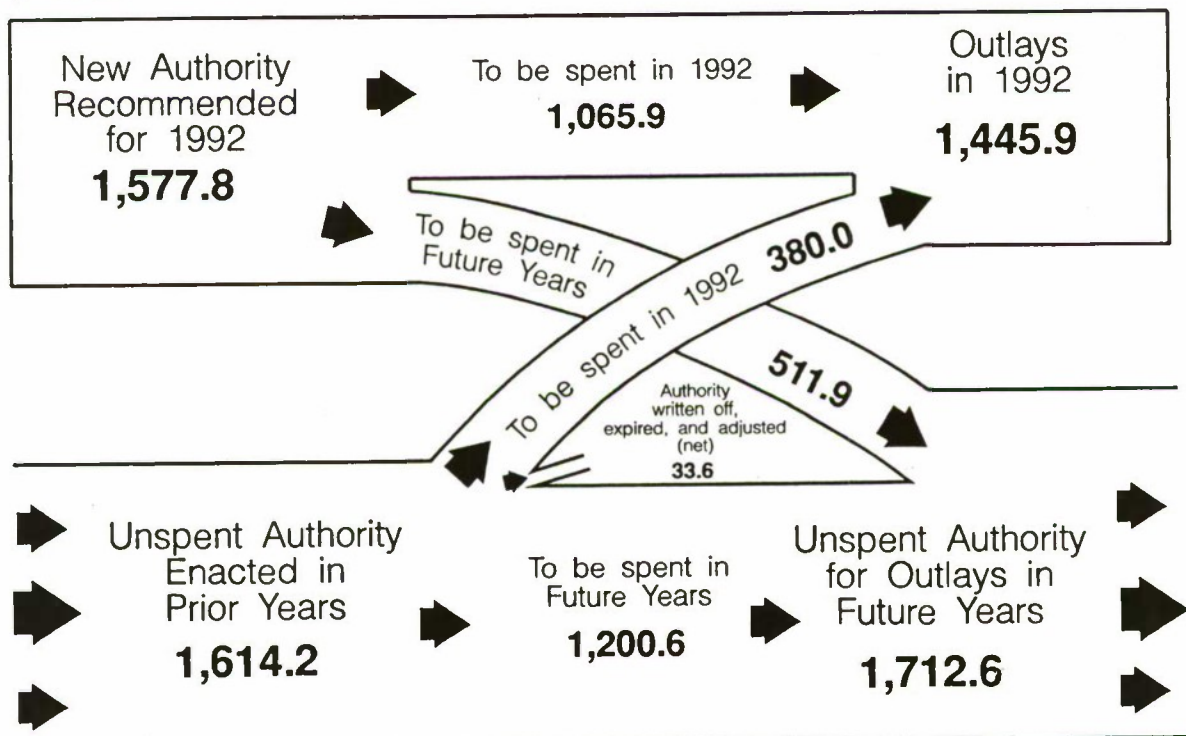 New Authority
Recommended
for 1992
1,577.8
To be spent in 1992
1,065.9
Outlays
in 1992
1,445.9
To be spent in
Future Years
511.9
To be spent in 1992 380.0
Authority
written off,
expired, and adjusted
(net)
33.6
Unspent Authority
Enacted in
Prior Years
1,614.2
To be spent in
Future Years
1,200.6
Unspent Authority
for Outlays in
Future Years
1,712.6